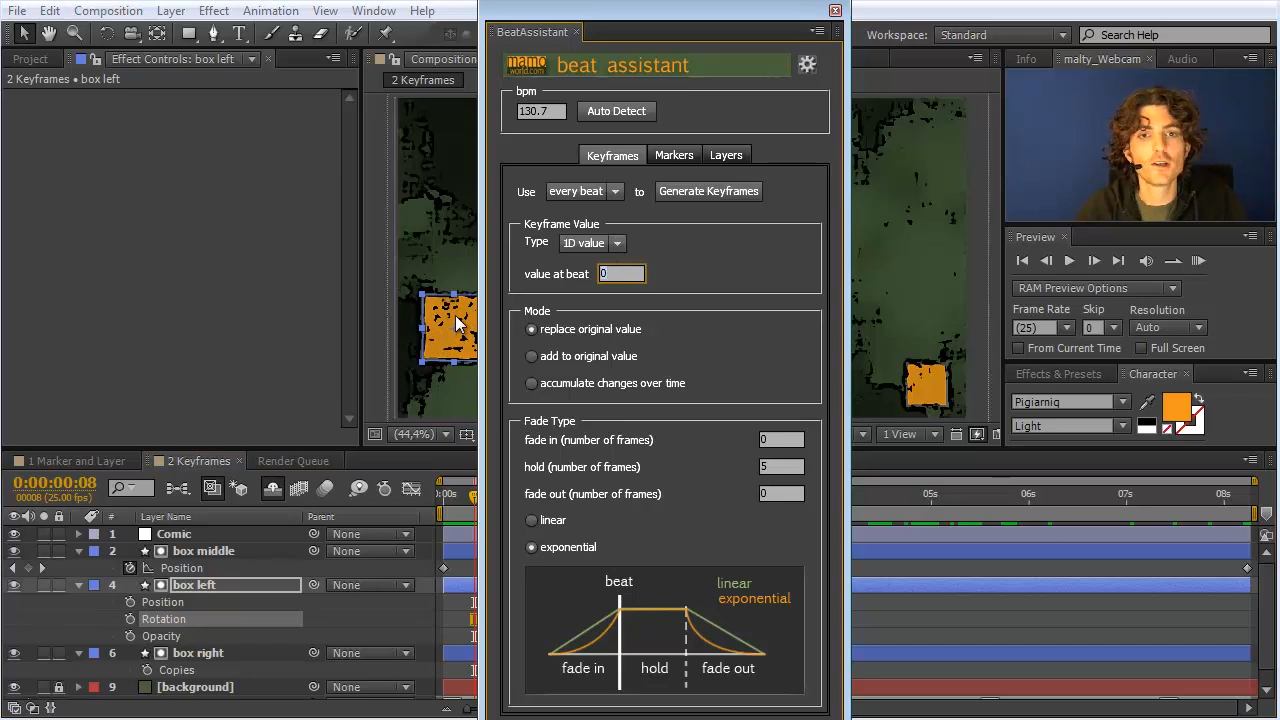 File Edit Composition Layer Effect Animation View Window Help
Workspace: Standard Search Help
Project Effect Controls: box left
2 Keyframes • box left
Composition
2 Keyframes
BeatAssistant ×
mamo world.com beat assistant
bpm
130.7 Auto Detect
Keyframes Markers Layers
Use every beat to Generate Keyframes
Keyframe Value
Type 1D value
value at beat 0
Mode
replace original value
add to original value
accumulate changes over time
Fade Type
fade in (number of frames) 0
hold (number of frames) 5
fade out (number of frames) 0
linear
exponential
beat linear
exponential
fade in hold fade out
Info malty_Webcam Audio
Preview ×
RAM Preview Options
Frame Rate Skip Resolution
(25) 0 Auto
From Current Time Full Screen
Effects & Presets Character ×
Pigiarniq
Light
(44,4%) 1 View
1 Marker and Layer 2 Keyframes × Render Queue
0:00:00:08
00008 (25.00 fps)
:00s 05s 06s 07s 08s
# Layer Name Parent
1 Comic None
2 box middle None
Position
4 box left None
Position
Rotation
Opacity
6 box right None
Copies
9 [background] None